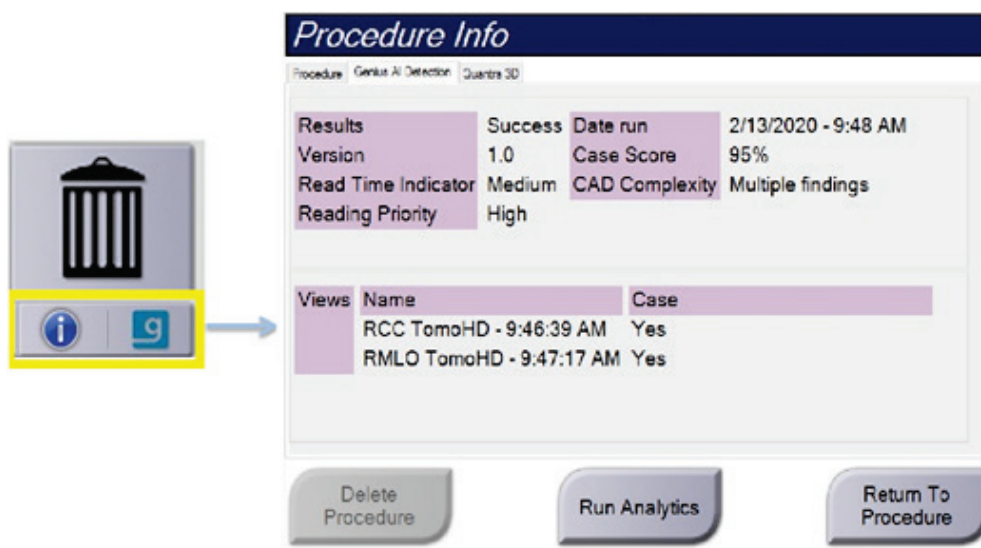 Procedure Info
Procedure Genius AI Detection Quantra 3D
Results Success Date run 2/13/2020 - 9:48 AM
Version 1.0 Case Score 95%
Read Time Indicator Medium CAD Complexity Multiple findings
Reading Priority High
i g
Views Name Case
RCC TomoHD - 9:46:39 AM Yes
RMLO TomoHD - 9:47:17 AM Yes
Delete
Procedure
Run Analytics
Return To
Procedure